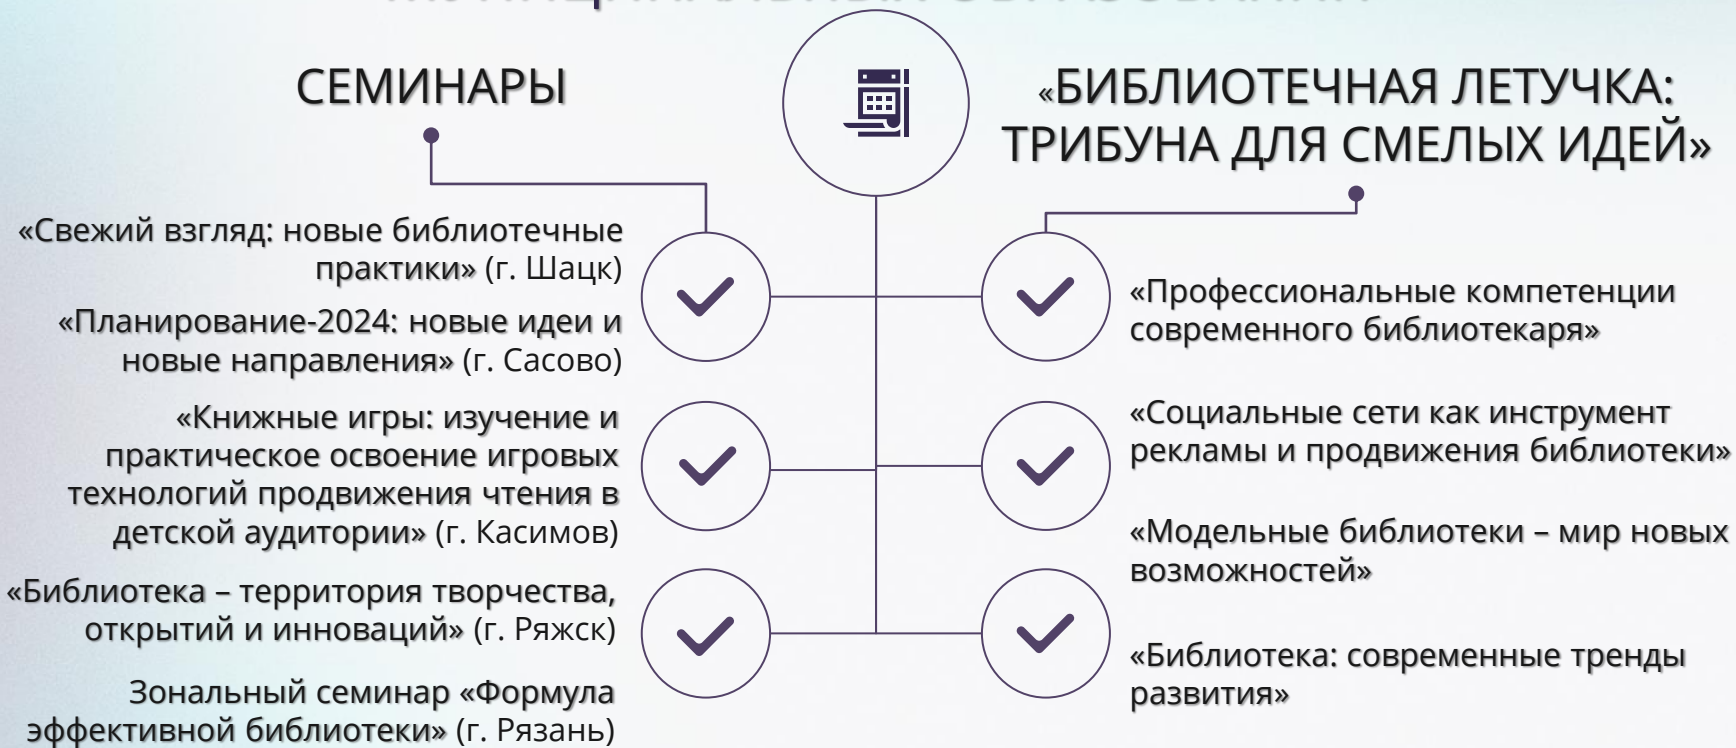 СЕМИНАРЫ
«Свежий взгляд: новые библиотечные
практики» (г. Шацк)
«Планирование-2024: новые идеи и
новые направления» (г. Сасово)
«Книжные игры: изучение и
практическое освоение игровых
технологий продвижения чтения в
детской аудитории» (г. Касимов)
«Библиотека – территория творчества,
открытий и инноваций» (г. Ряжск)
Зональный семинар «Формула
эффективной библиотеки» (г. Рязань)
«БИБЛИОТЕЧНАЯ ЛЕТУЧКА:
ТРИБУНА ДЛЯ СМЕЛЫХ ИДЕЙ»
«Профессиональные компетенции
современного библиотекаря»
«Социальные сети как инструмент
рекламы и продвижения библиотеки»
«Модельные библиотеки – мир новых
возможностей»
«Библиотека: современные тренды
развития»